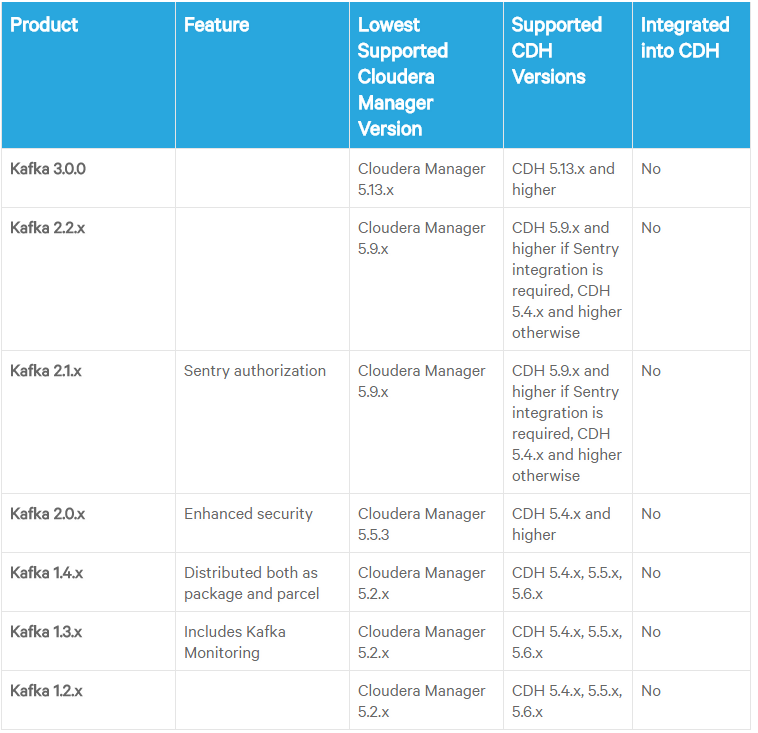 Product
Feature
Lowest
Supported
Cloudera
Manager
Version
Supported
CDH
Versions
Integrated
into CDH
Kafka 3.0.0
Cloudera Manager
5.13.x
CDH 5.13.x and
higher
No
Kafka 2.2.x
Cloudera Manager
5.9.x
CDH 5.9.x and
higher if Sentry
integration is
required, CDH
5.4.x and higher
otherwise
No
Kafka 2.1.x
Sentry authorization
Cloudera Manager
5.9.x
CDH 5.9.x and
higher if Sentry
integration is
required, CDH
5.4.x and higher
otherwise
No
Kafka 2.0.x
Enhanced security
Cloudera Manager
5.5.3
CDH 5.4.x and
higher
No
Kafka 1.4.x
Distributed both as
package and parcel
Cloudera Manager
5.2.x
CDH 5.4.x, 5.5.x,
5.6.x
No
Kafka 1.3.x
Includes Kafka
Monitoring
Cloudera Manager
5.2.x
CDH 5.4.x, 5.5.x,
5.6.x
No
Kafka 1.2.x
Cloudera Manager
5.2.x
CDH 5.4.x, 5.5.x,
5.6.x
No